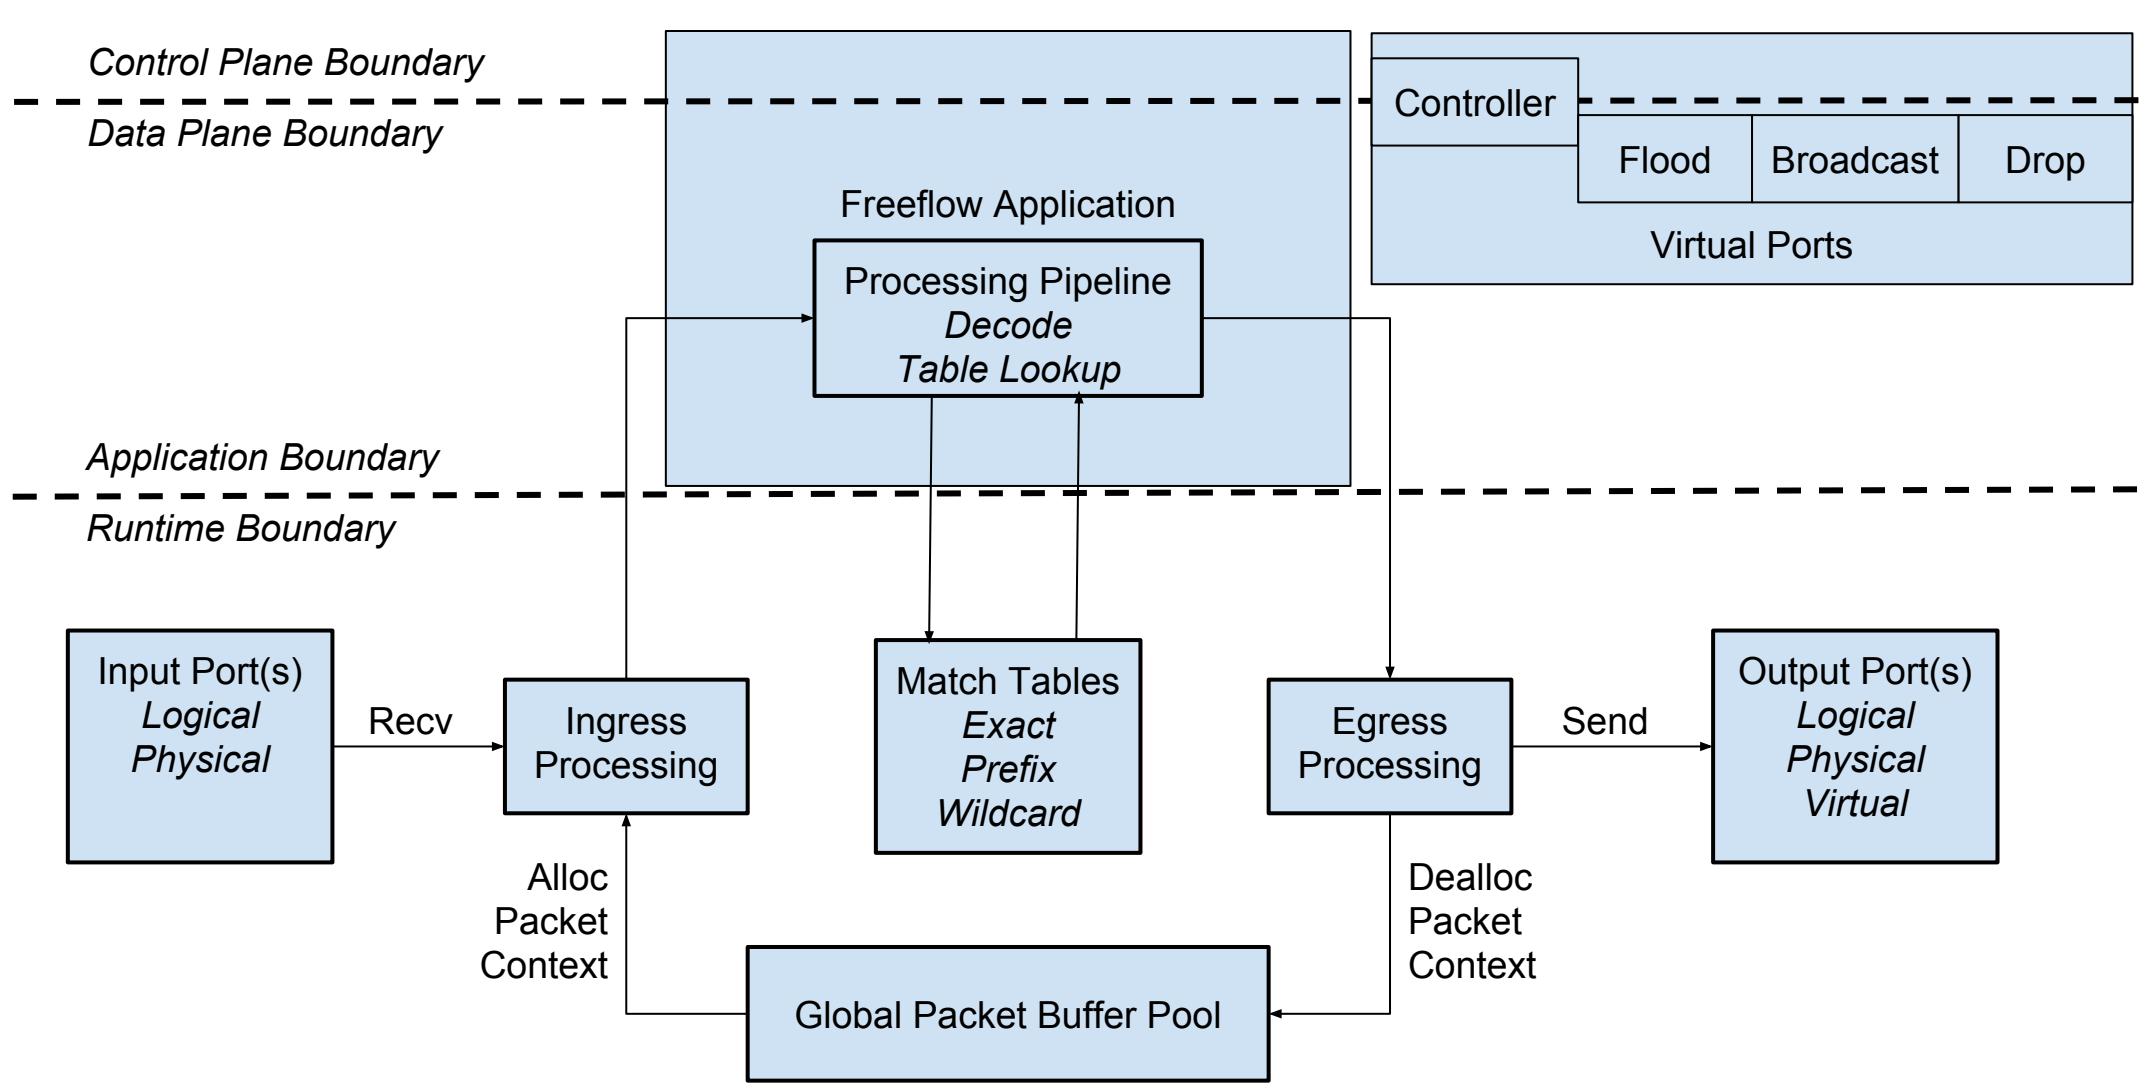 Control Plane Boundary
Data Plane Boundary
Controller
Flood
Broadcast
Drop
Virtual Ports
Freeflow Application
Processing Pipeline
Decode
Table Lookup
Application Boundary
Runtime Boundary
Input Port(s)
Logical
Physical
Recv
Ingress
Processing
Match Tables
Exact
Prefix
Wildcard
Egress
Processing
Send
Output Port(s)
Logical
Physical
Virtual
Alloc
Packet
Context
Dealloc
Packet
Context
Global Packet Buffer Pool